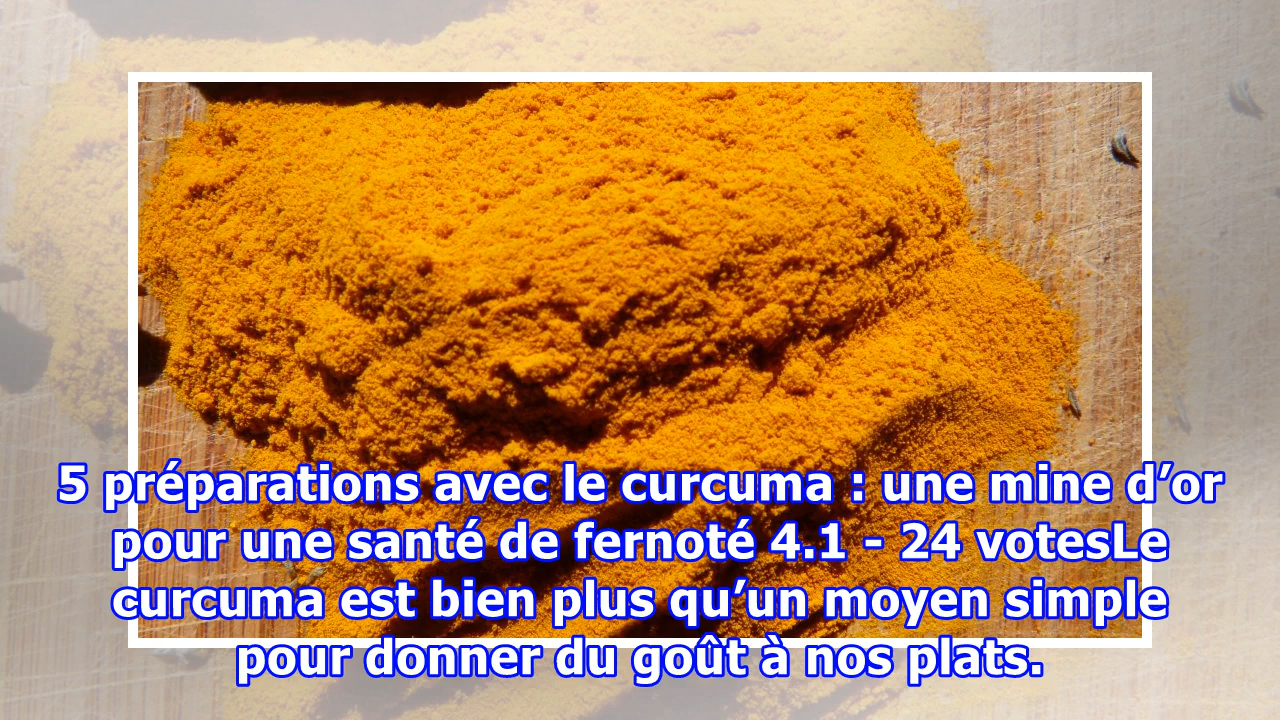 5 préparations avec le curcuma : une mine d’or
pour une santé de fernoté 4.1 - 24 votesLe
curcuma est bien plus qu’un moyen simple
pour donner du goût à nos plats.